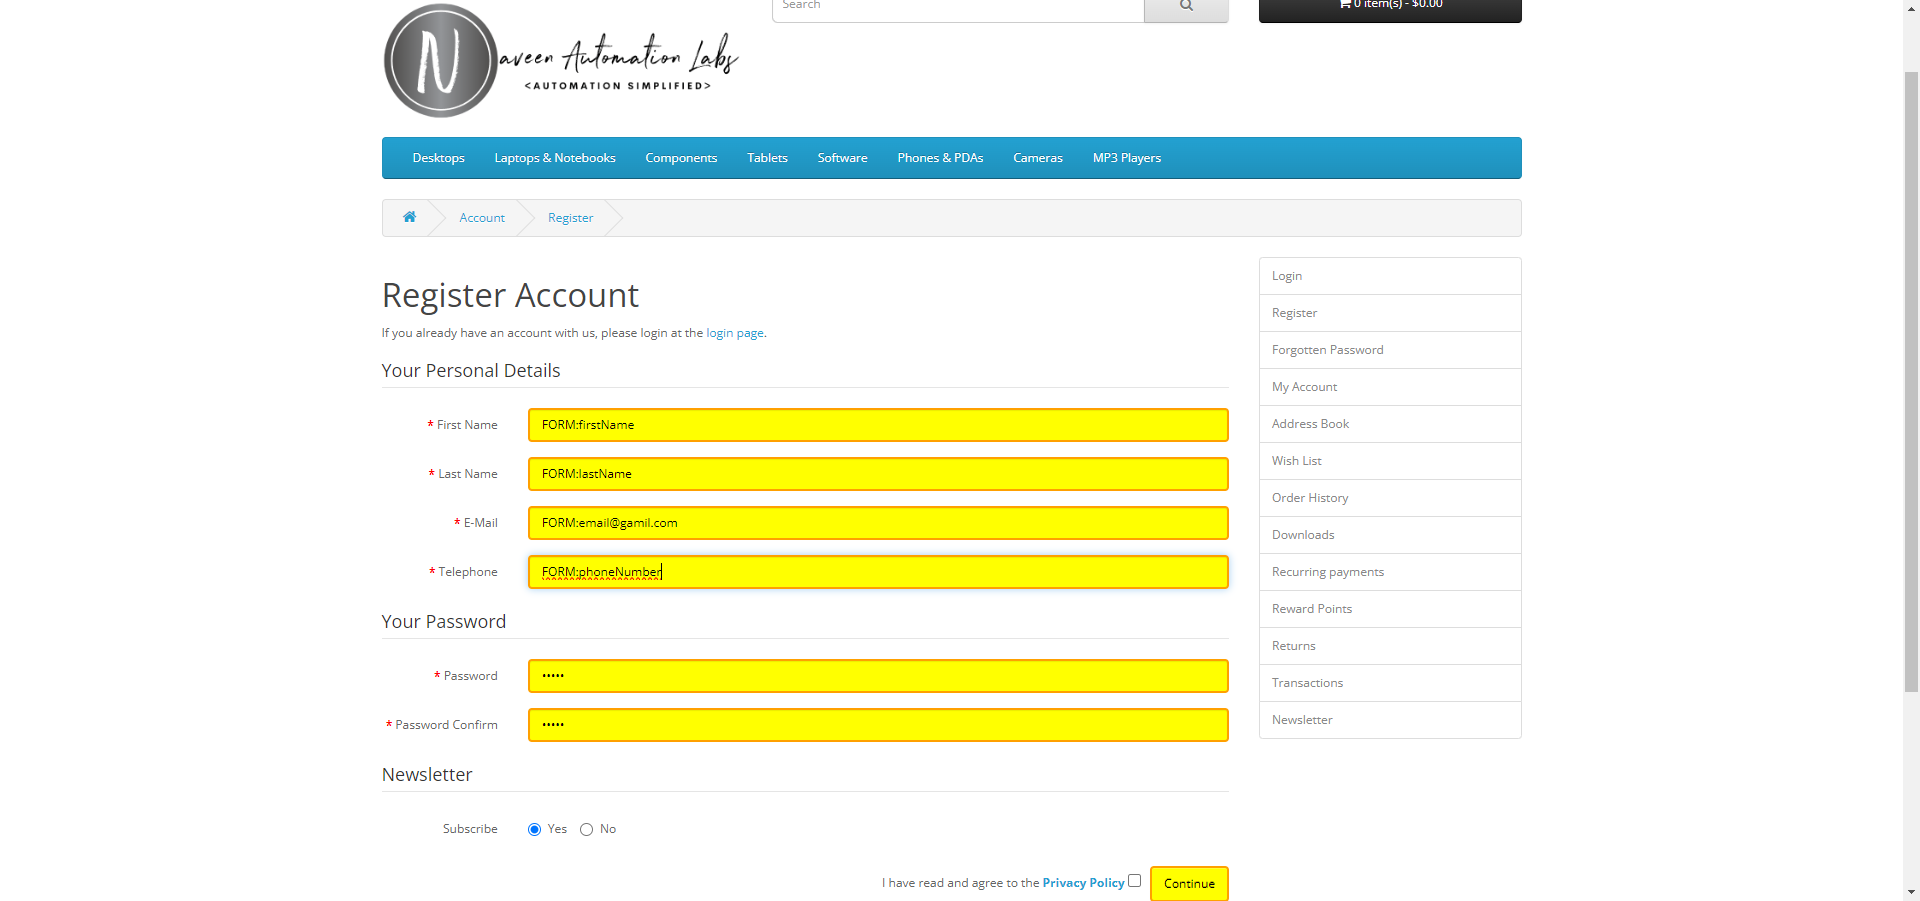 Search
0 item(s) - $0.00
N aveen Automation Labs
<AUTOMATION SIMPLIFIED>
Desktops Laptops & Notebooks Components Tablets Software Phones & PDAs Cameras MP3 Players
Account Register
Register Account
If you already have an account with us, please login at the login page.
Your Personal Details
* First Name FORM:firstName
* Last Name FORM:lastName
* E-Mail FORM:email@gamil.com
* Telephone FORM:phoneNumber
Your Password
* Password •••••
* Password Confirm •••••
Newsletter
Subscribe Yes No
I have read and agree to the Privacy Policy Continue
Login
Register
Forgotten Password
My Account
Address Book
Wish List
Order History
Downloads
Recurring payments
Reward Points
Returns
Transactions
Newsletter